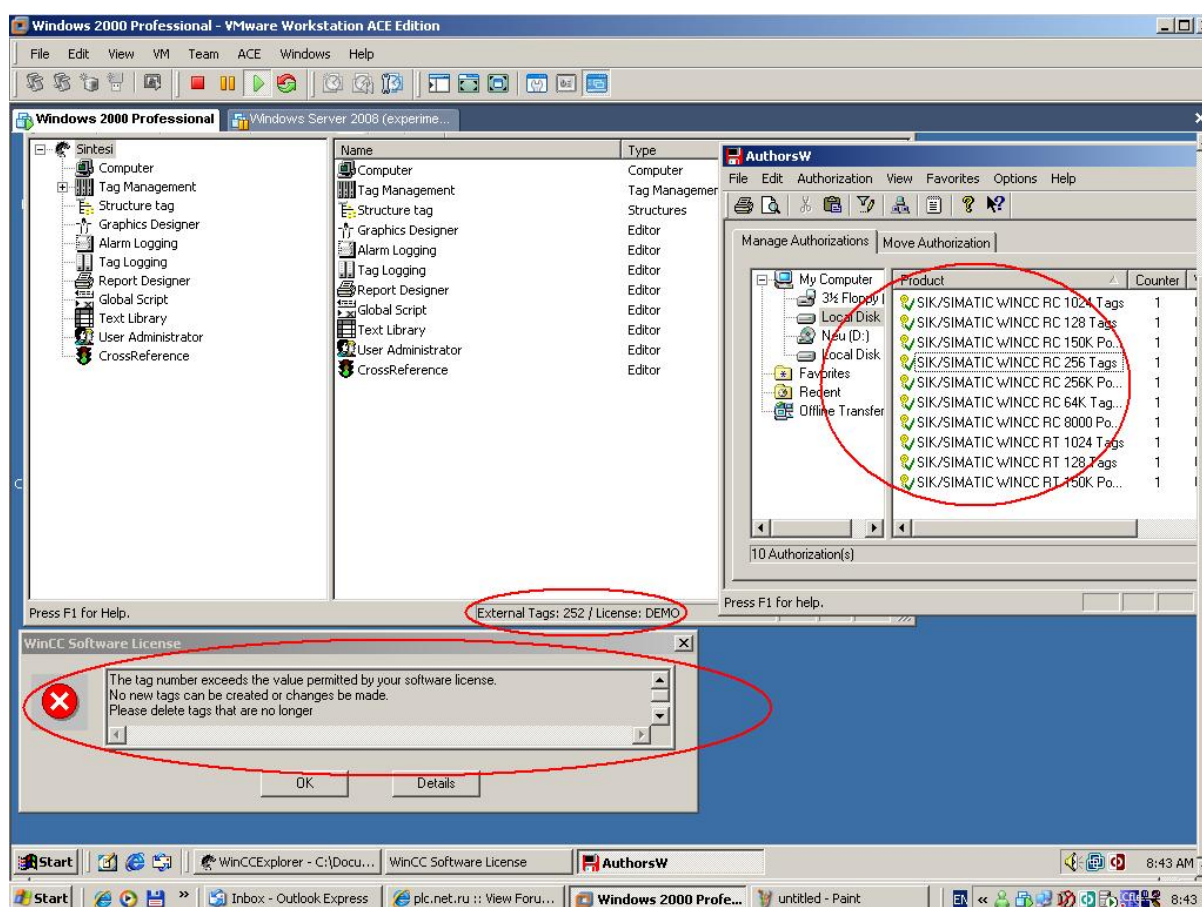 Windows 2000 Professional - VMware Workstation ACE Edition
File Edit View VM Team ACE Windows Help
Windows 2000 Professional
Windows Server 2008 (experime...
Sintesi
Computer
Tag Management
Structure tag
Graphics Designer
Alarm Logging
Tag Logging
Report Designer
Global Script
Text Library
User Administrator
CrossReference
Name Type
Computer Computer
Tag Management Tag Managemer
Structure tag Structures
Graphics Designer Editor
Alarm Logging Editor
Tag Logging Editor
Report Designer Editor
Global Script Editor
Text Library Editor
User Administrator Editor
CrossReference Editor
Press F1 for Help.
External Tags: 252 / License: DEMO
AuthorsW
File Edit Authorization View Favorites Options Help
Manage Authorizations Move Authorization
My Computer
3½ Floppy
Local Disk
Neu (D:)
Local Disk
Favorites
Recent
Offline Transfer
Product Counter
SIK/SIMATIC WINCC RC 1024 Tags 1
SIK/SIMATIC WINCC RC 128 Tags 1
SIK/SIMATIC WINCC RC 150K Po... 1
SIK/SIMATIC WINCC RC 256 Tags 1
SIK/SIMATIC WINCC RC 256K Po... 1
SIK/SIMATIC WINCC RC 64K Tag... 1
SIK/SIMATIC WINCC RC 8000 Po... 1
SIK/SIMATIC WINCC RT 1024 Tags 1
SIK/SIMATIC WINCC RT 128 Tags 1
SIK/SIMATIC WINCC RT 150K Po... 1
10 Authorization(s)
Press F1 for help.
WinCC Software License
The tag number exceeds the value permitted by your software license.
No new tags can be created or changes be made.
Please delete tags that are no longer
OK Details
Start WinCCExplorer - C:\Docu... WinCC Software License AuthorsW 8:43 AM
Start Inbox - Outlook Express plc.net.ru :: View Foru... Windows 2000 Profe... untitled - Paint EN 8:43